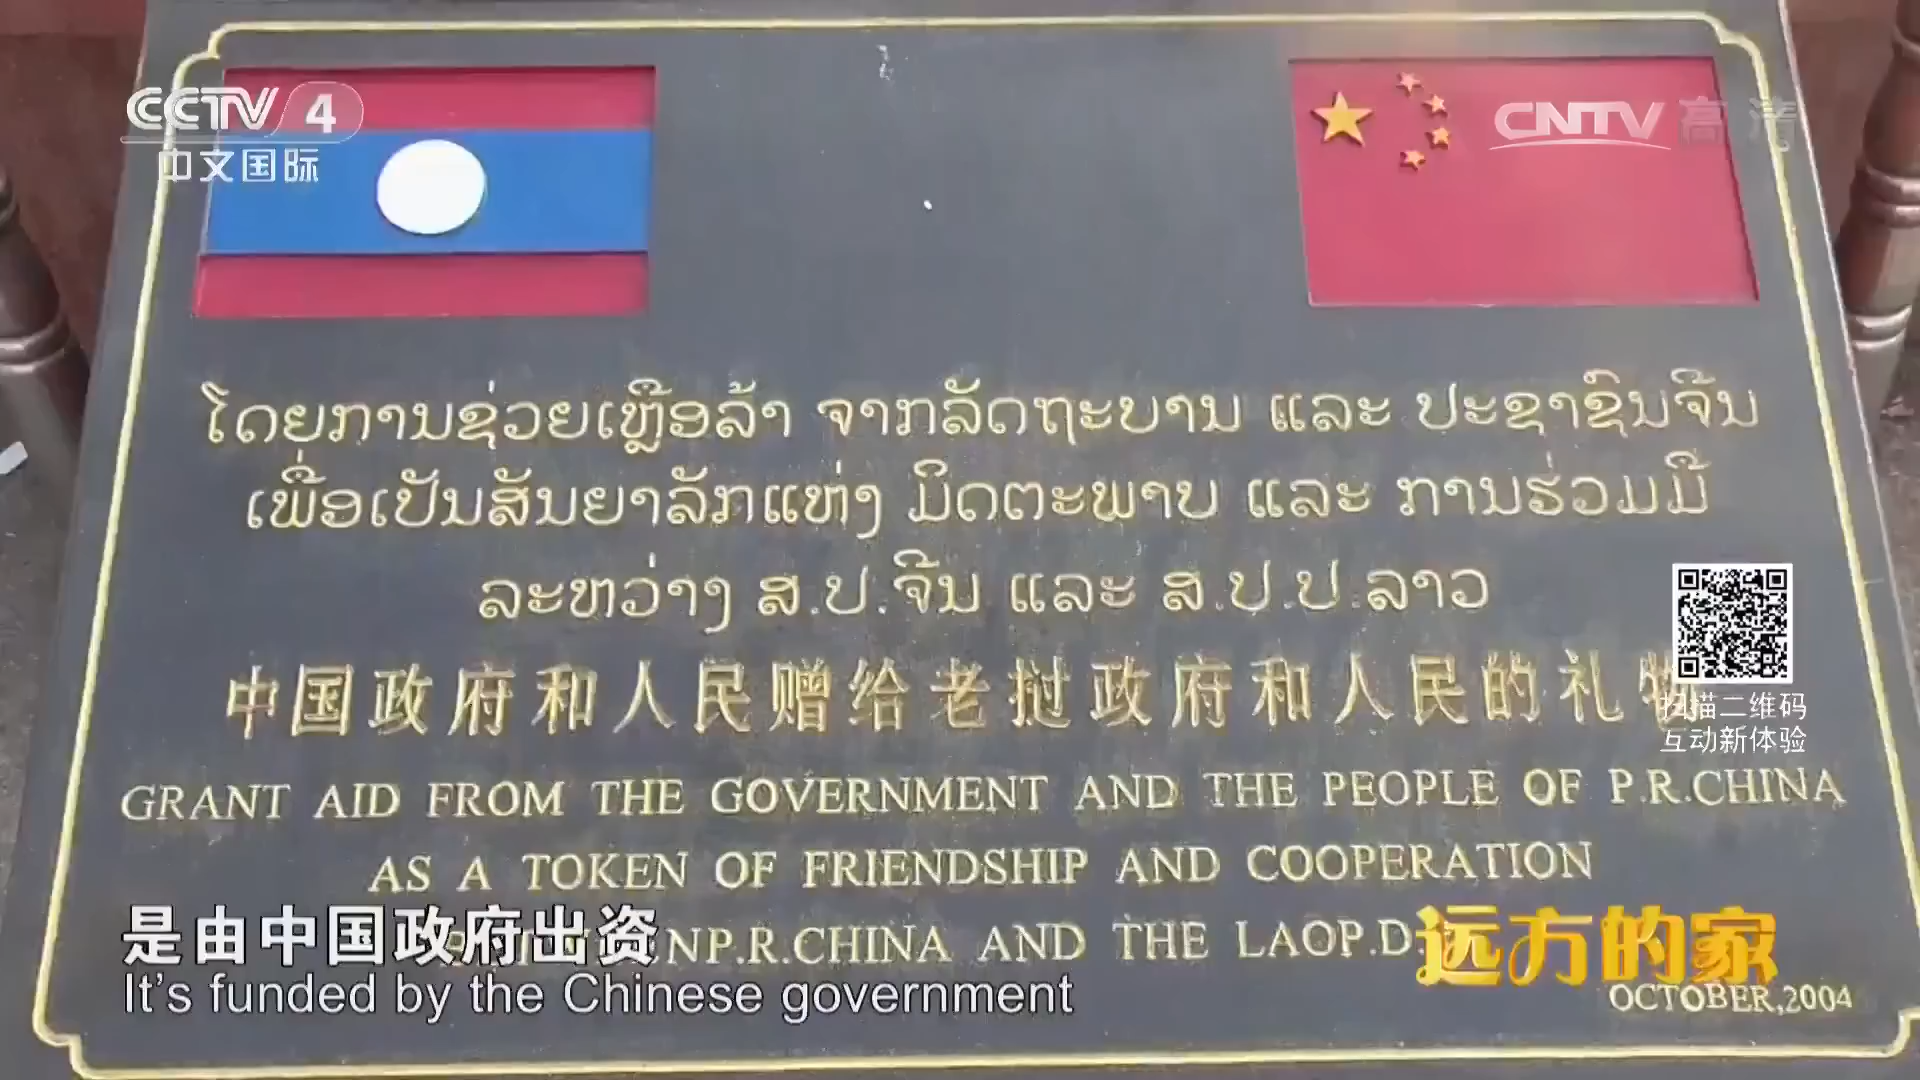 CCTV 4
中文国际
CNTV 高清
ໂດຍການຊ່ວຍເຫຼືອລ້າ ຈາກລັດຖະບານ ແລະ ປະຊາຊົນຈີນ
ເພື່ອເປັນສັນຍາລັກແຫ່ງ ມິດຕະພາບ ແລະ ການຮ່ວມມື
ລະຫວ່າງ ສ.ປ.ຈີນ ແລະ ສ.ປ.ປ.ລາວ
中国政府和人民赠给老挝政府和人民的礼物
扫描二维码
互动新体验
GRANT AID FROM THE GOVERNMENT AND THE PEOPLE OF P.R.CHINA
AS A TOKEN OF FRIENDSHIP AND COOPERATION
P.R.CHINA AND THE LAOP.D.
OCTOBER,2004
是由中国政府出资
It's funded by the Chinese government
远方的家